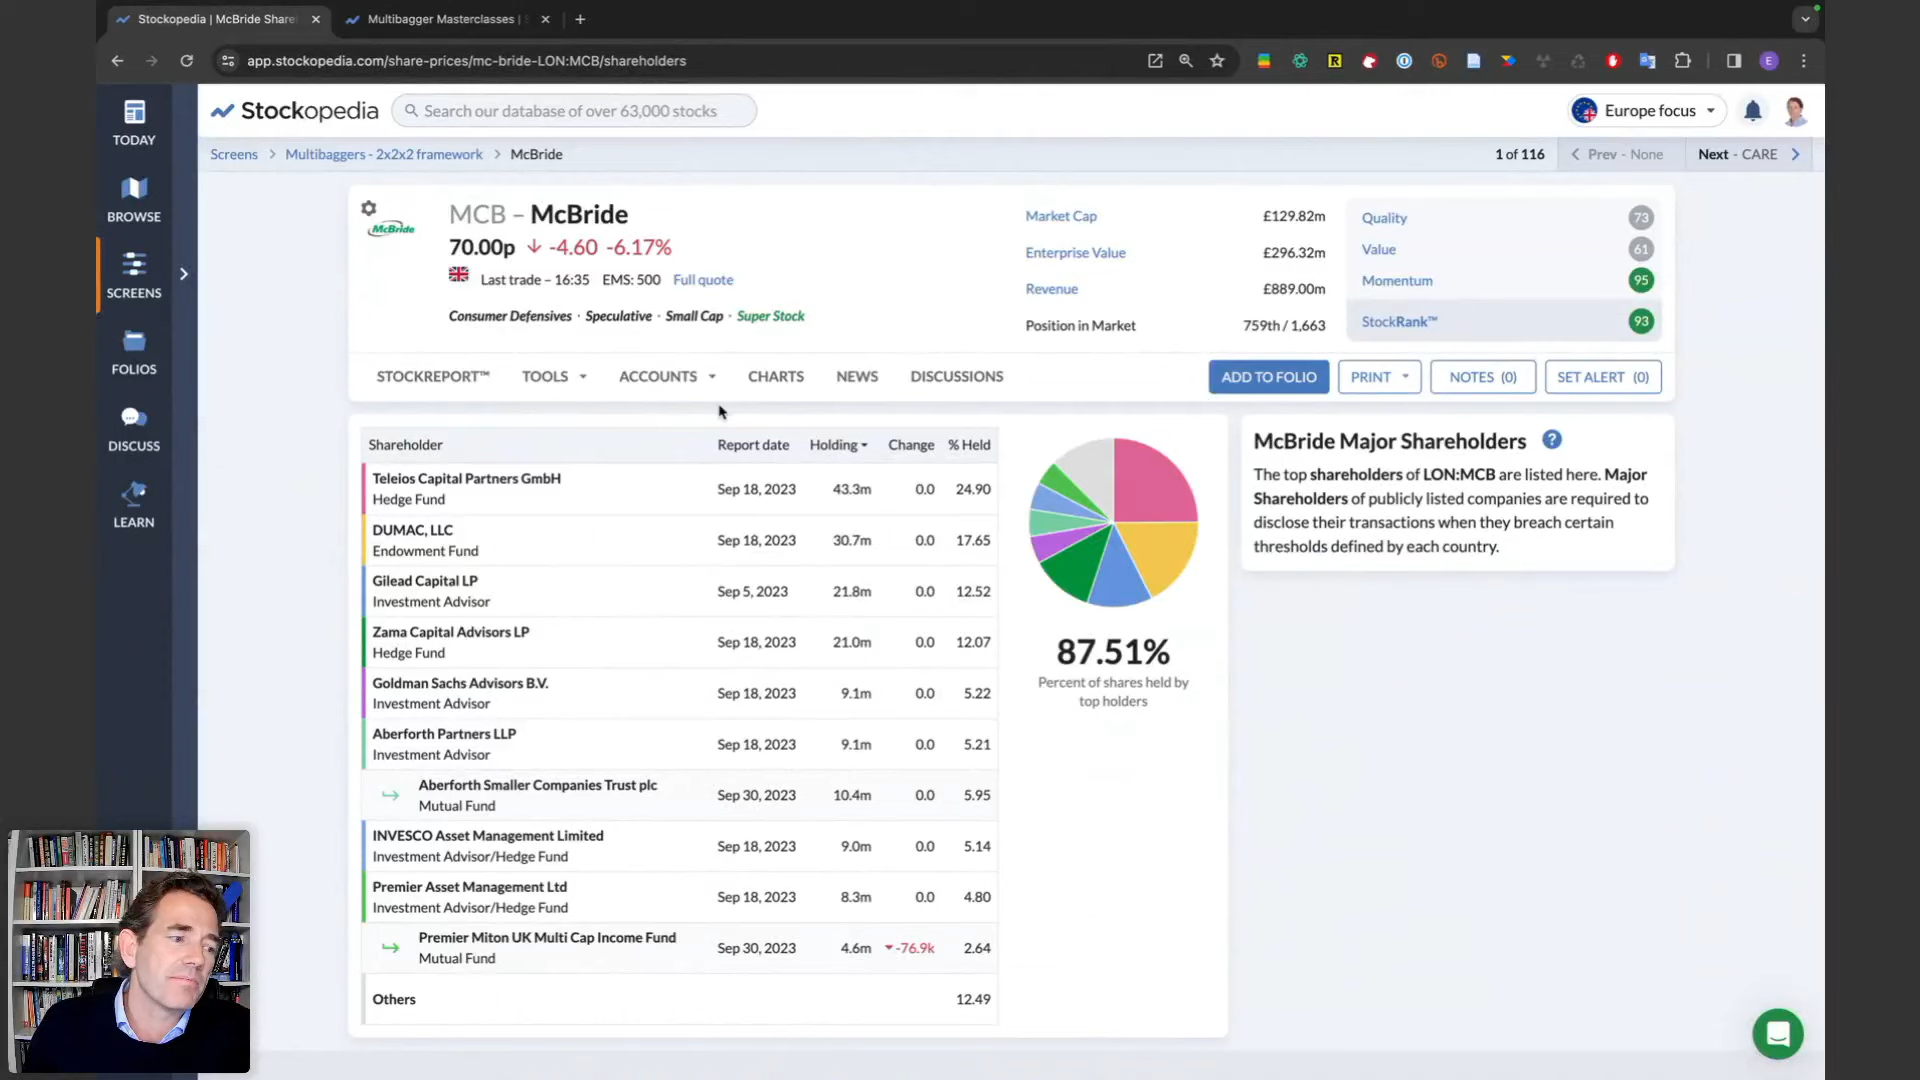 Stockopedia | McBride Share
Multibagger Masterclasses |
app.stockopedia.com/share-prices/mc-bride-LON:MCB/shareholders
TODAY
BROWSE
SCREENS
FOLIOS
DISCUSS
LEARN
Stockopedia
Search our database of over 63,000 stocks
Europe focus
Screens > Multibaggers - 2x2x2 framework > McBride
1 of 116
Prev - None
Next - CARE
McBride
MCB – McBride
70.00p ↓ -4.60 -6.17%
Last trade – 16:35 EMS: 500 Full quote
Consumer Defensives · Speculative · Small Cap · Super Stock
Market Cap £129.82m
Enterprise Value £296.32m
Revenue £889.00m
Position in Market 759th / 1,663
Quality 73
Value 61
Momentum 95
StockRank™ 93
STOCKREPORT™ TOOLS ACCOUNTS CHARTS NEWS DISCUSSIONS
ADD TO FOLIO PRINT NOTES (0) SET ALERT (0)
Shareholder Report date Holding Change % Held
Teleios Capital Partners GmbH
Hedge Fund
Sep 18, 2023 43.3m 0.0 24.90
DUMAC, LLC
Endowment Fund
Sep 18, 2023 30.7m 0.0 17.65
Gilead Capital LP
Investment Advisor
Sep 5, 2023 21.8m 0.0 12.52
Zama Capital Advisors LP
Hedge Fund
Sep 18, 2023 21.0m 0.0 12.07
Goldman Sachs Advisors B.V.
Investment Advisor
Sep 18, 2023 9.1m 0.0 5.22
Aberforth Partners LLP
Investment Advisor
Sep 18, 2023 9.1m 0.0 5.21
Aberforth Smaller Companies Trust plc
Mutual Fund
Sep 30, 2023 10.4m 0.0 5.95
INVESCO Asset Management Limited
Investment Advisor/Hedge Fund
Sep 18, 2023 9.0m 0.0 5.14
Premier Asset Management Ltd
Investment Advisor/Hedge Fund
Sep 18, 2023 8.3m 0.0 4.80
Premier Miton UK Multi Cap Income Fund
Mutual Fund
Sep 30, 2023 4.6m -76.9k 2.64
Others 12.49
87.51%
Percent of shares held by
top holders
McBride Major Shareholders ?
The top shareholders of LON:MCB are listed here. Major
Shareholders of publicly listed companies are required to
disclose their transactions when they breach certain
thresholds defined by each country.